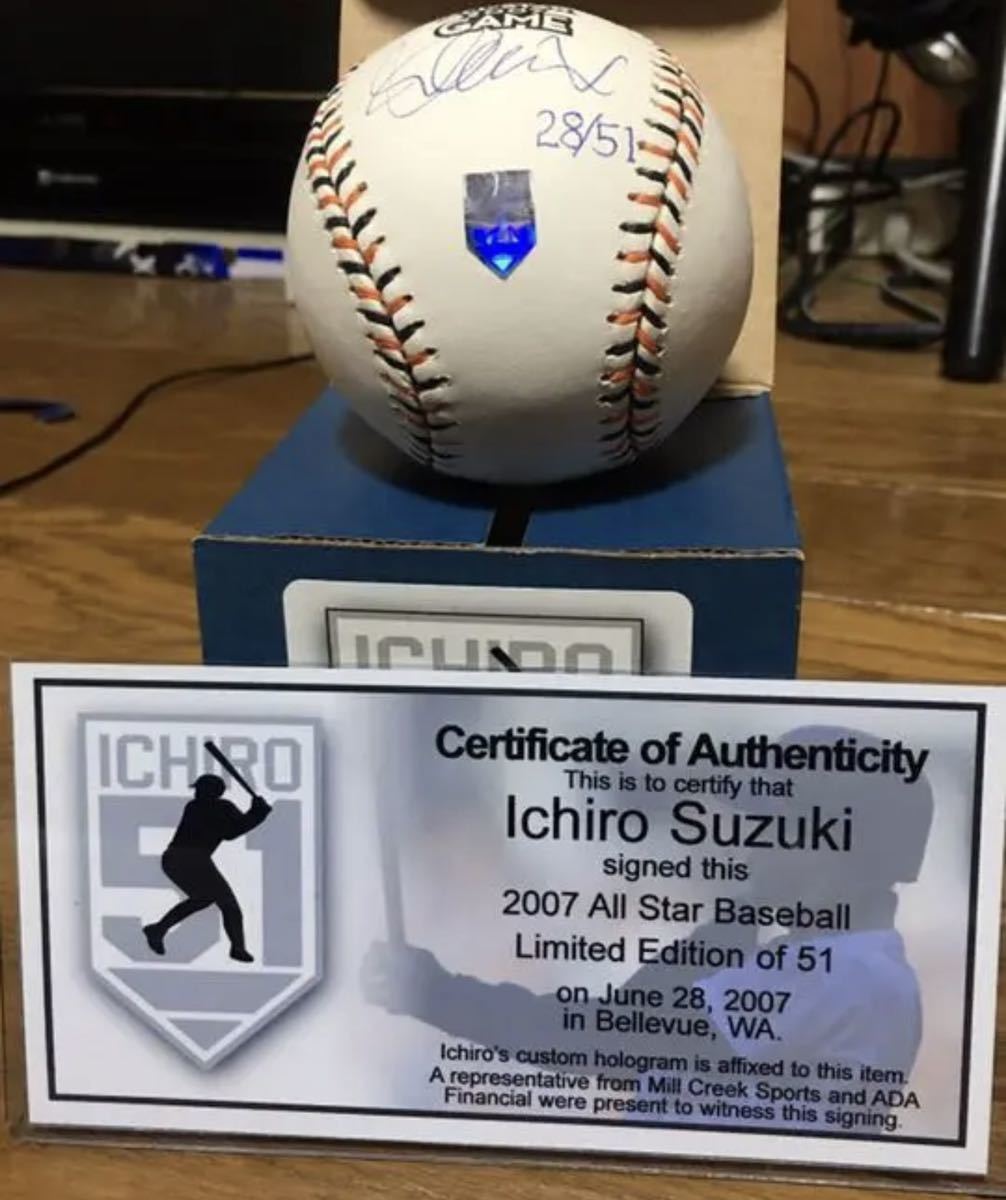 GAME
Ichiro
28/51
ICHIRO
ICHIRO
51
Certificate of Authenticity
This is to certify that
Ichiro Suzuki
signed this
2007 All Star Baseball
Limited Edition of 51
on June 28, 2007
in Bellevue, WA.
Ichiro's custom hologram is affixed to this item.
A representative from Mill Creek Sports and ADA
Financial were present to witness this signing.